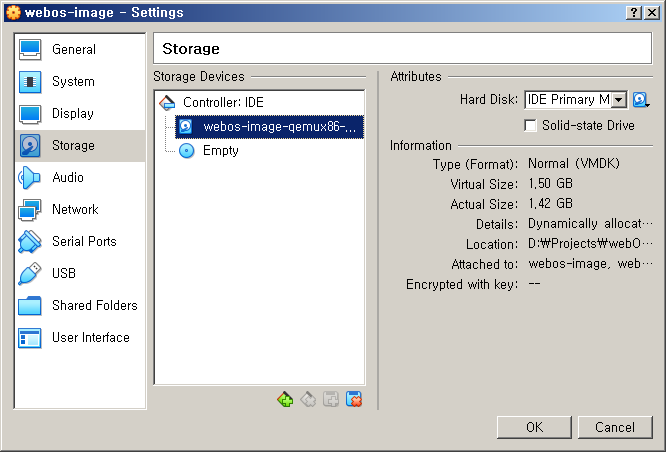 webos-image - Settings
General
System
Display
Storage
Audio
Network
Serial Ports
USB
Shared Folders
User Interface
Storage
Storage Devices
Controller: IDE
webos-image-qemux86-...
Empty
Attributes
Hard Disk: IDE Primary M
Solid-state Drive
Information
Type (Format): Normal (VMDK)
Virtual Size: 1,50 GB
Actual Size: 1,42 GB
Details: Dynamically allocat...
Location: D:₩Projects₩webO...
Attached to: webos-image, web...
Encrypted with key: --
OK
Cancel